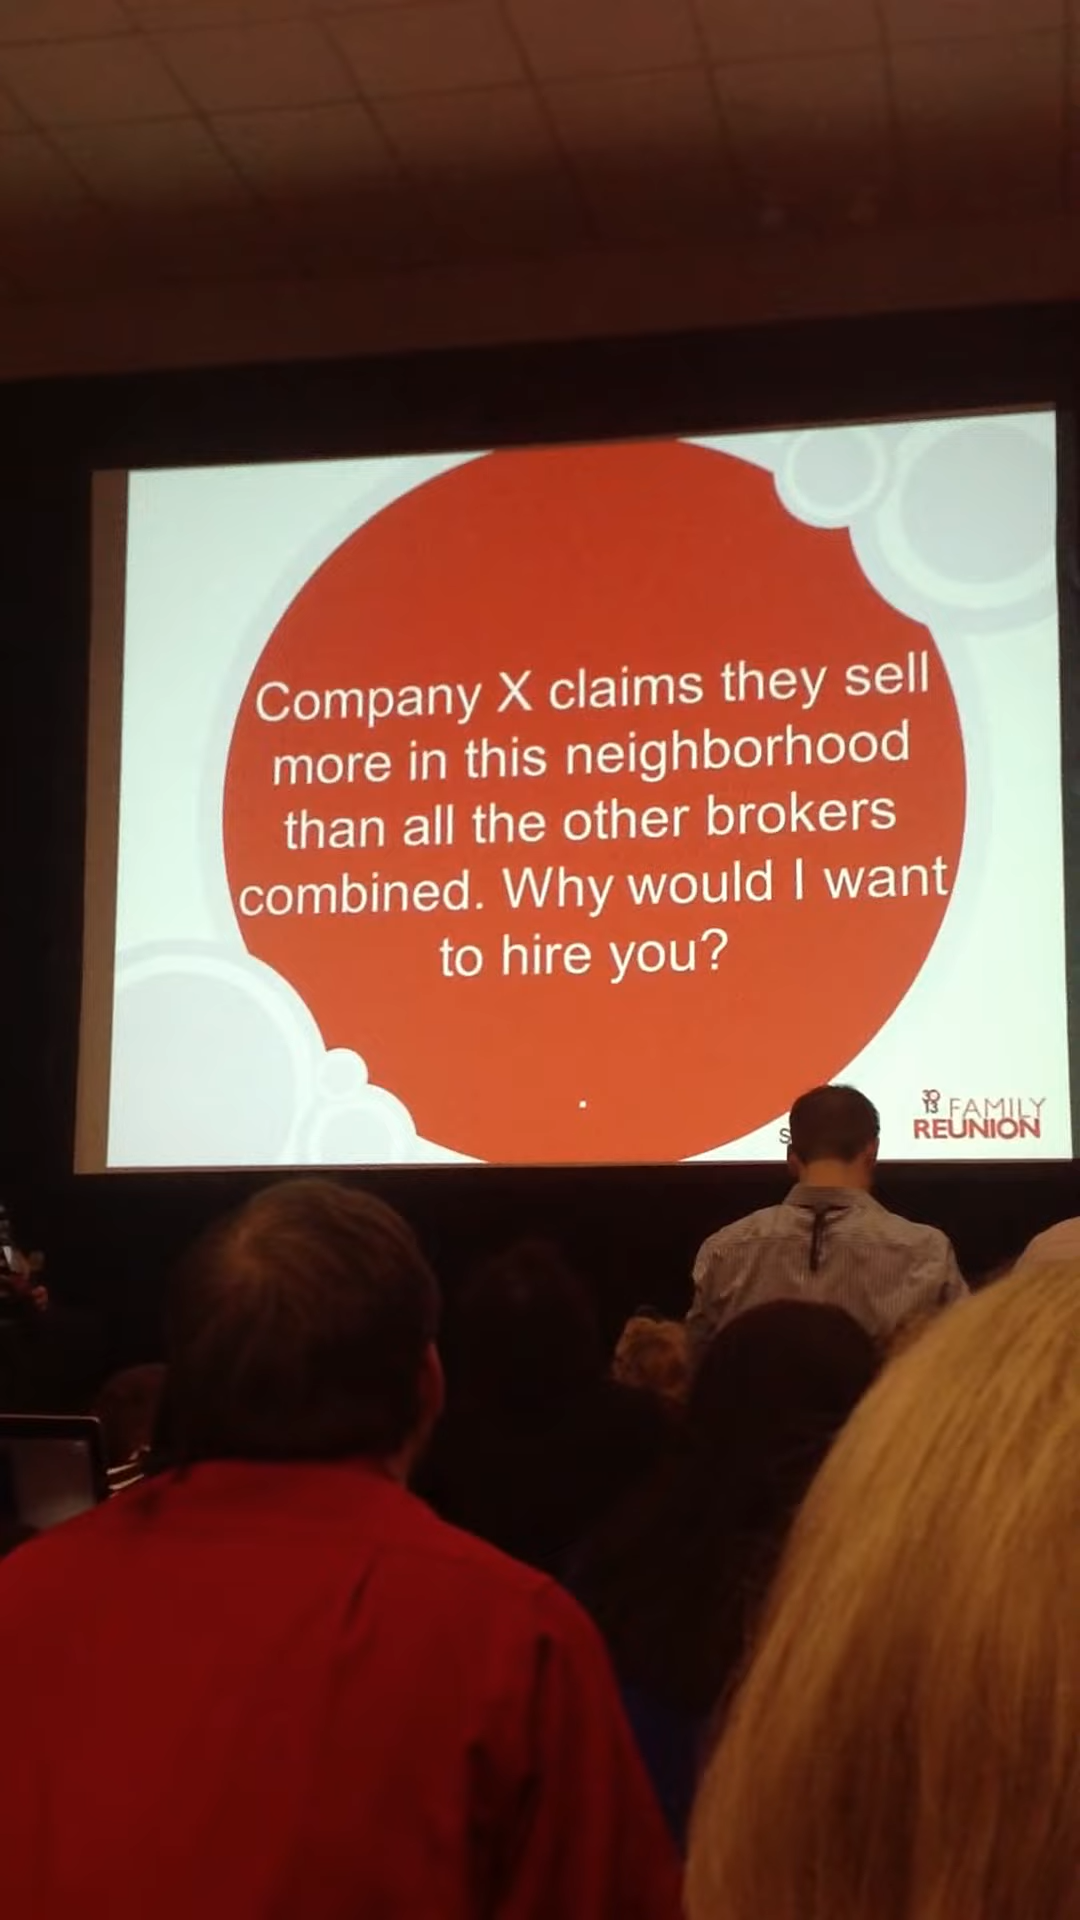 Company X claims they sell
more in this neighborhood
than all the other brokers
combined. Why would I want
to hire you?
.
2013 FAMILY
REUNION